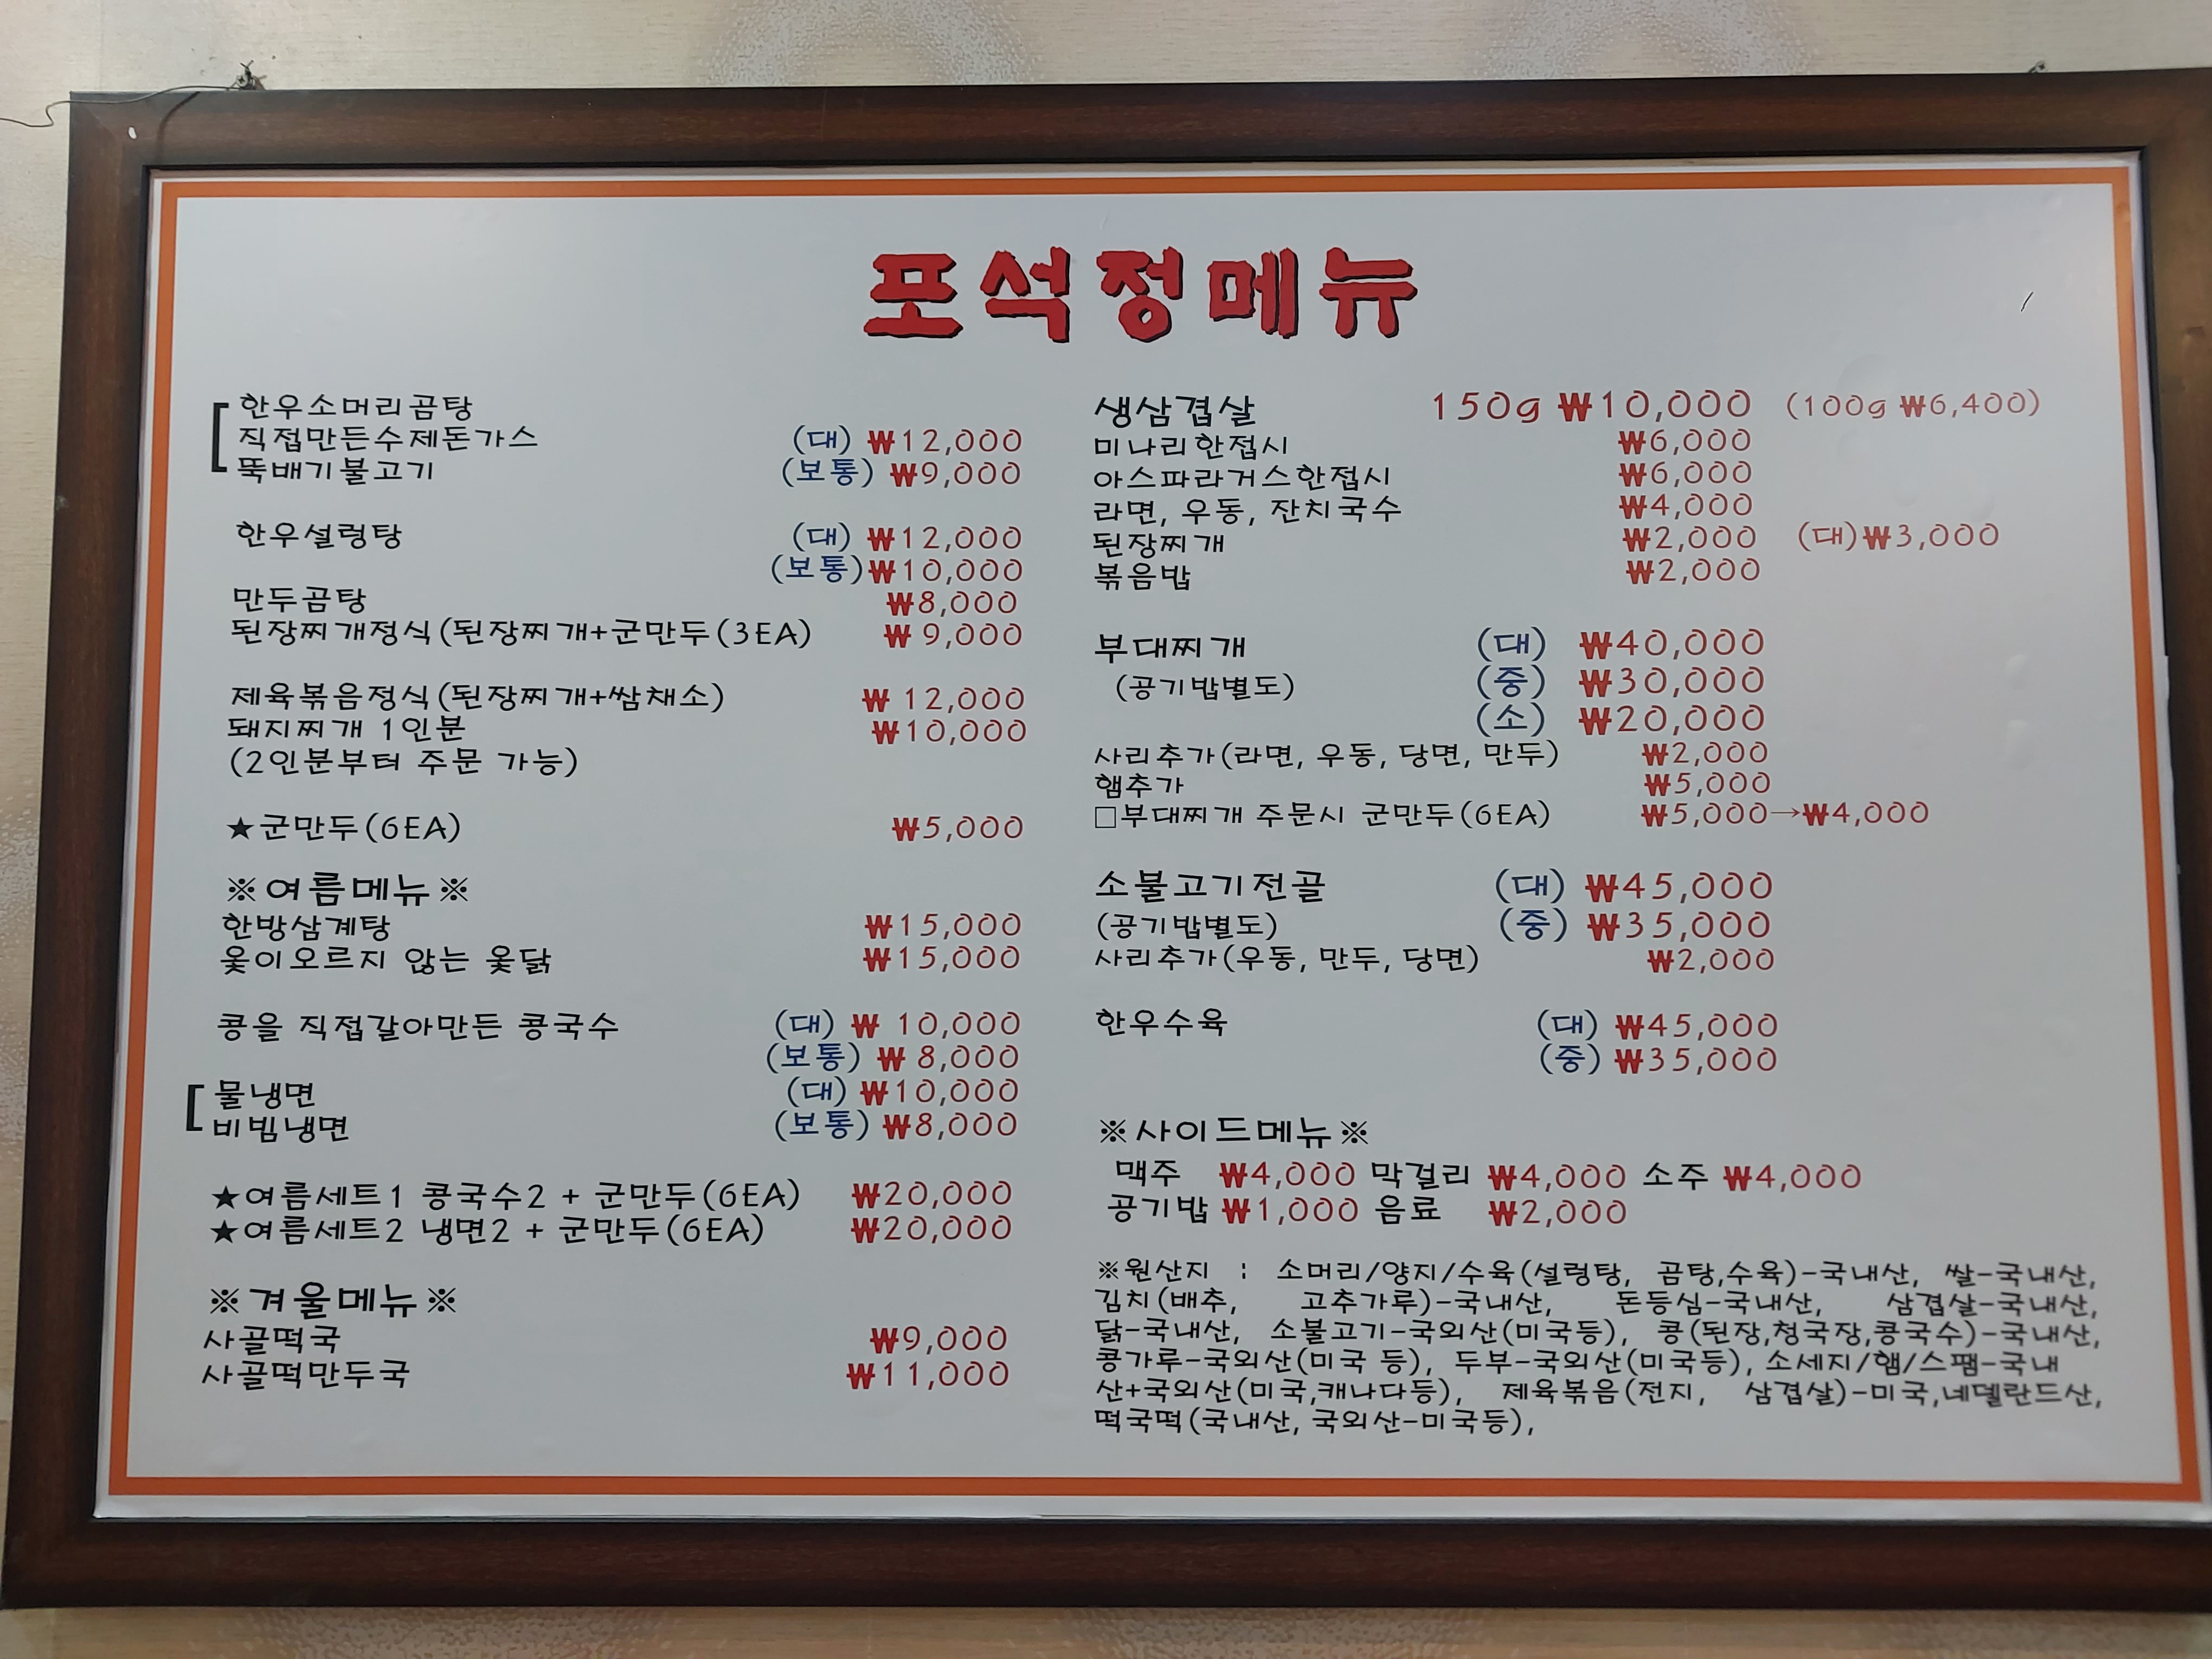 포석정메뉴
한우소머리곰탕
직접만든수제돈가스 (대) ₩12,000
뚝배기불고기 (보통) ₩9,000
한우설렁탕 (대) ₩12,000
(보통)₩10,000
만두곰탕 ₩8,000
된장찌개정식(된장찌개+군만두(3EA) ₩ 9,000
제육볶음정식(된장찌개+쌈채소) ₩ 12,000
돼지찌개 1인분 ₩10,000
(2인분부터 주문 가능)
★군만두(6EA) ₩5,000
※여름메뉴※
한방삼계탕 ₩15,000
옻이오르지 않는 옻닭 ₩15,000
콩을 직접갈아만든 콩국수 (대) ₩ 10,000
(보통) ₩ 8,000
물냉면 (대) ₩10,000
비빔냉면 (보통) ₩8,000
★여름세트1 콩국수2 + 군만두(6EA) ₩20,000
★여름세트2 냉면2 + 군만두(6EA) ₩20,000
※겨울메뉴※
사골떡국 ₩9,000
사골떡만두국 ₩11,000
생삼겹살 150g ₩10,000 (100g ₩6,400)
미나리한접시 ₩6,000
아스파라거스한접시 ₩6,000
라면, 우동, 잔치국수 ₩4,000
된장찌개 ₩2,000 (대)₩3,000
볶음밥 ₩2,000
부대찌개 (대) ₩40,000
(공기밥별도) (중) ₩30,000
(소) ₩20,000
사리추가(라면, 우동, 당면, 만두) ₩2,000
햄추가 ₩5,000
□부대찌개 주문시 군만두(6EA) ₩5,000→₩4,000
소불고기전골 (대) ₩45,000
(공기밥별도) (중) ₩35,000
사리추가(우동, 만두, 당면) ₩2,000
한우수육 (대) ₩45,000
(중) ₩35,000
※사이드메뉴※
맥주 ₩4,000 막걸리 ₩4,000 소주 ₩4,000
공기밥 ₩1,000 음료 ₩2,000
※원산지 : 소머리/양지/수육(설렁탕, 곰탕,수육)-국내산, 쌀-국내산,
김치(배추, 고추가루)-국내산, 돈등심-국내산, 삼겹살-국내산,
닭-국내산, 소불고기-국외산(미국등), 콩(된장,청국장,콩국수)-국내산,
콩가루-국외산(미국 등), 두부-국외산(미국등), 소세지/햄/스팸-국내
산+국외산(미국,캐나다등), 제육볶음(전지, 삼겹살)-미국,네델란드산,
떡국떡(국내산, 국외산-미국등),